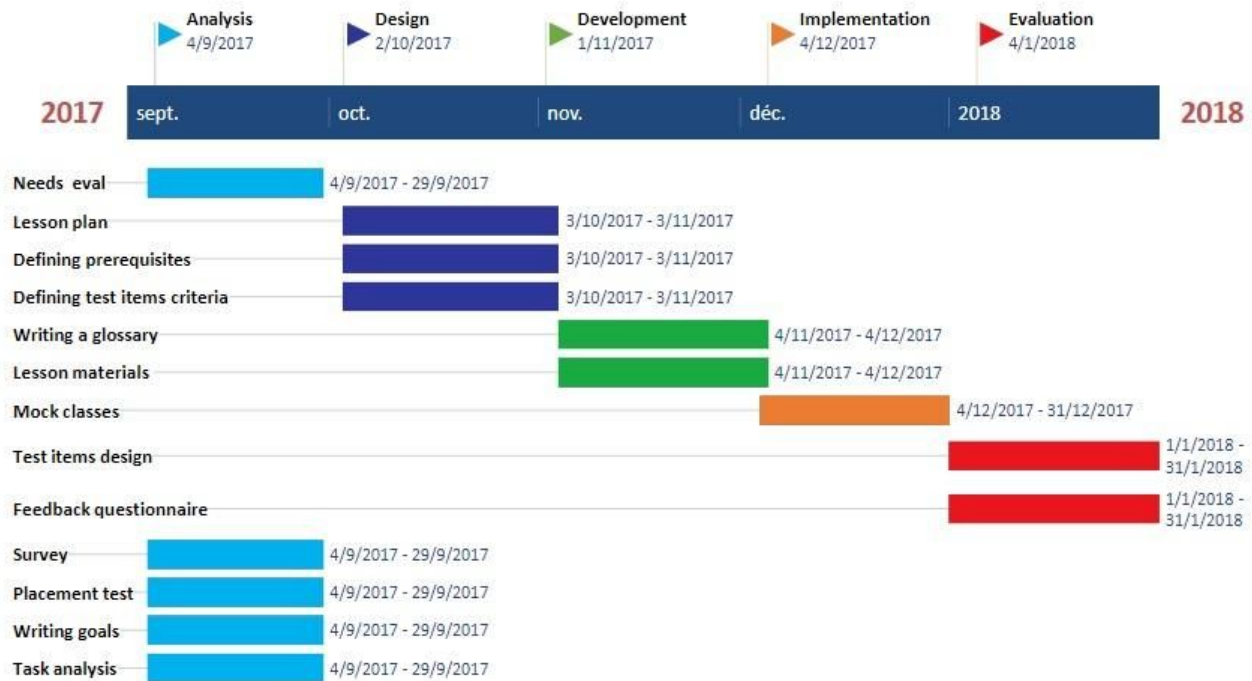 Analysis
4/9/2017
Design
2/10/2017
Development
1/11/2017
Implementation
4/12/2017
Evaluation
4/1/2018
2017
sept.
oct.
nov.
déc.
2018
2018
Needs eval
4/9/2017 - 29/9/2017
Lesson plan
3/10/2017 - 3/11/2017
Defining prerequisites
3/10/2017 - 3/11/2017
Defining test items criteria
3/10/2017 - 3/11/2017
Writing a glossary
4/11/2017 - 4/12/2017
Lesson materials
4/11/2017 - 4/12/2017
Mock classes
4/12/2017 - 31/12/2017
Test items design
1/1/2018 -
31/1/2018
Feedback questionnaire
1/1/2018 -
31/1/2018
Survey
4/9/2017 - 29/9/2017
Placement test
4/9/2017 - 29/9/2017
Writing goals
4/9/2017 - 29/9/2017
Task analysis
4/9/2017 - 29/9/2017